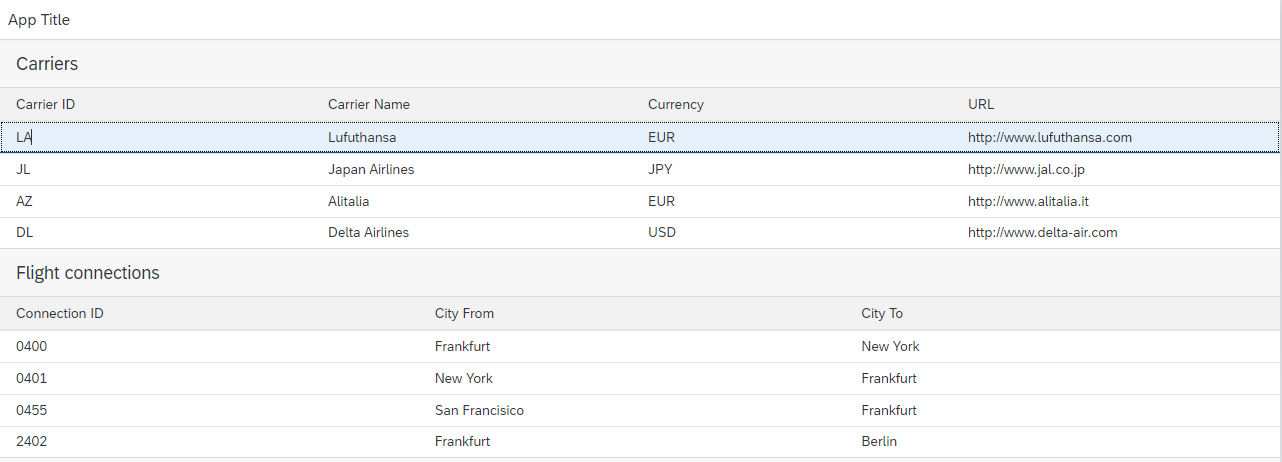 App Title
Carriers
Carrier ID Carrier Name Currency URL
LA Lufuthansa EUR http://www.lufuthansa.com
JL Japan Airlines JPY http://www.jal.co.jp
AZ Alitalia EUR http://www.alitalia.it
DL Delta Airlines USD http://www.delta-air.com
Flight connections
Connection ID City From City To
0400 Frankfurt New York
0401 New York Frankfurt
0455 San Francisico Frankfurt
2402 Frankfurt Berlin